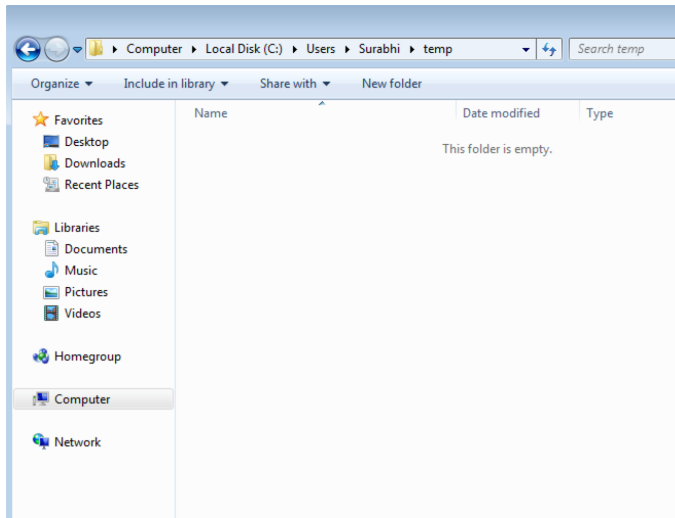 Computer Local Disk (C:) Users Surabhi temp Search temp
Organize Include in library Share with New folder
Name Date modified Type
This folder is empty.
Favorites
Desktop
Downloads
Recent Places
Libraries
Documents
Music
Pictures
Videos
Homegroup
Computer
Network